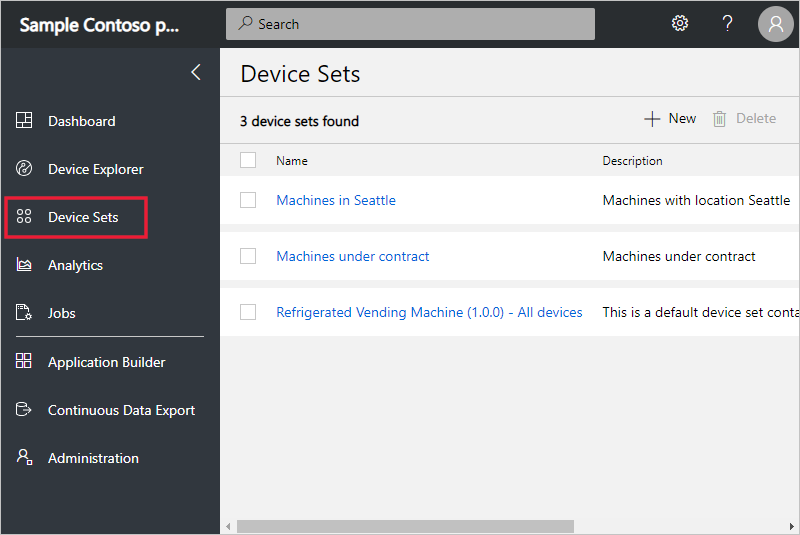 Sample Contoso p...
Search
?
Device Sets
3 device sets found
New
Delete
Dashboard
Device Explorer
Device Sets
Analytics
Jobs
Application Builder
Continuous Data Export
Administration
Name Description
Machines in Seattle Machines with location Seattle
Machines under contract Machines under contract
Refrigerated Vending Machine (1.0.0) - All devices This is a default device set conta